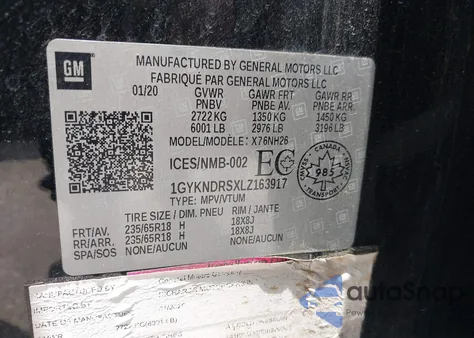 GM
MANUFACTURED BY GENERAL MOTORS LLC
FABRIQUÉ PAR GENERAL MOTORS LLC
01/20 GVWR GAWR FRT GAWR RR
PNBV PNBE AV. PNBE ARR.
2722 KG 1350 KG 1450 KG
6001 LB 2976 LB 3196 LB
MODEL/MODÈLE: X76NH26
ICES/NMB-002 EC
CANADA
985
TRANSPORT
1GYKNDRSXLZ163917
TYPE: MPV/VTUM
TIRE SIZE / DIM. PNEU RIM / JANTE
FRT/AV. 235/65R18 H 18X8J
RR/ARR. 235/65R18 H 18X8J
SPA/SOS NONE/AUCUN NONE/AUCUN
autoSnap